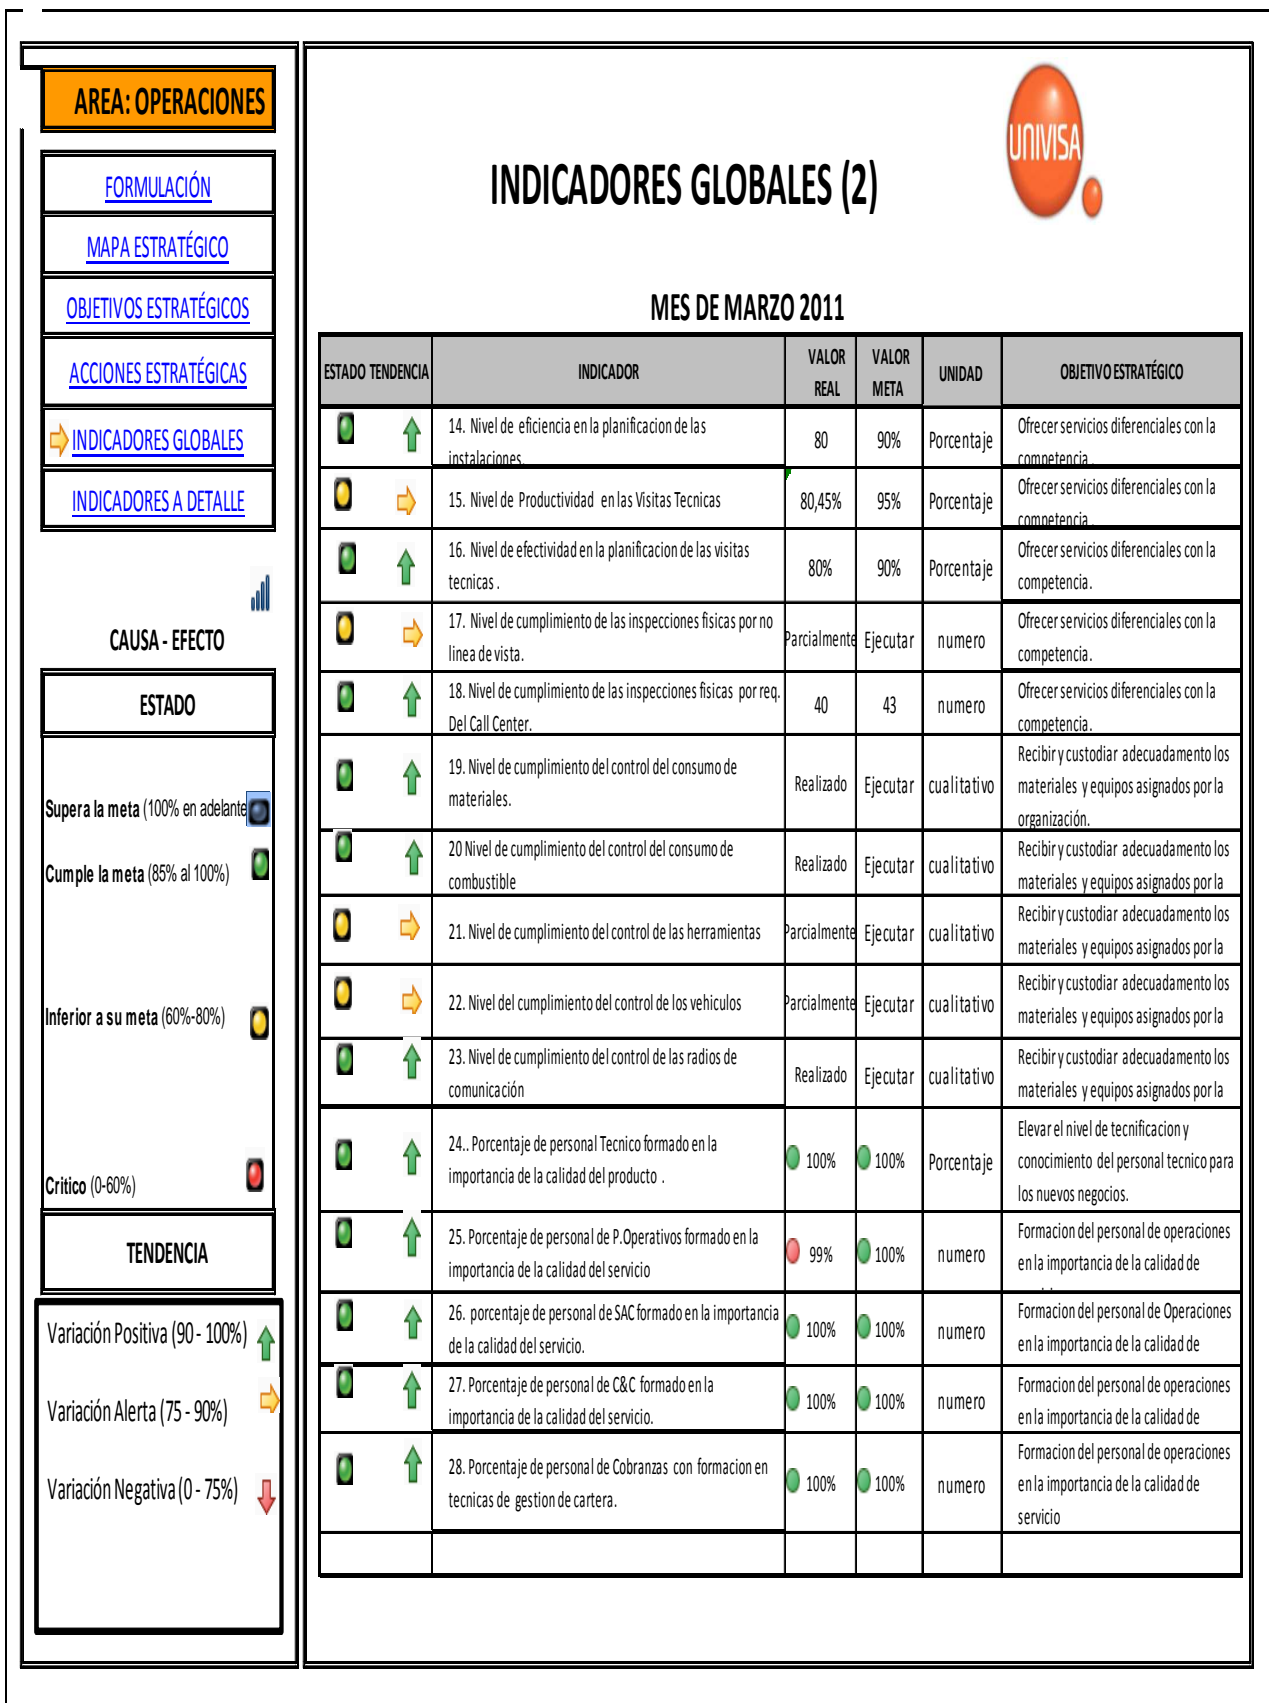 AREA: OPERACIONES
FORMULACIÓN
MAPA ESTRATÉGICO
OBJETIVOS ESTRATÉGICOS
ACCIONES ESTRATÉGICAS
INDICADORES GLOBALES
INDICADORES A DETALLE
CAUSA - EFECTO
ESTADO
Supera la meta (100% en adelante
Cumple la meta (85% al 100%)
Inferior a su meta (60%-80%)
Critico (0-60%)
TENDENCIA
Variación Positiva (90 - 100%)
Variación Alerta (75 - 90%)
Variación Negativa (0 - 75%)
UNIVISA
INDICADORES GLOBALES (2)
MES DE MARZO 2011
ESTADO TENDENCIA INDICADOR VALOR REAL VALOR META UNIDAD OBJETIVO ESTRATÉGICO
14. Nivel de eficiencia en la planificacion de las
instalaciones.
80 90% Porcentaje
Ofrecer servicios diferenciales con la
competencia .
15. Nivel de Productividad en las Visitas Tecnicas
80,45% 95% Porcentaje
Ofrecer servicios diferenciales con la
competencia .
16. Nivel de efectividad en la planificacion de las visitas
tecnicas .
80% 90% Porcentaje
Ofrecer servicios diferenciales con la
competencia.
17. Nivel de cumplimiento de las inspecciones fisicas por no
linea de vista.
Parcialmente Ejecutar numero
Ofrecer servicios diferenciales con la
competencia.
18. Nivel de cumplimiento de las inspecciones fisicas por req.
Del Call Center.
40 43 numero
Ofrecer servicios diferenciales con la
competencia.
19. Nivel de cumplimiento del control del consumo de
materiales.
Realizado Ejecutar cualitativo
Recibir y custodiar adecuadamento los
materiales y equipos asignados por la
organización.
20 Nivel de cumplimiento del control del consumo de
combustible
Realizado Ejecutar cualitativo
Recibir y custodiar adecuadamento los
materiales y equipos asignados por la
21. Nivel de cumplimiento del control de las herramientas
Parcialmente Ejecutar cualitativo
Recibir y custodiar adecuadamento los
materiales y equipos asignados por la
22. Nivel del cumplimiento del control de los vehiculos
Parcialmente Ejecutar cualitativo
Recibir y custodiar adecuadamento los
materiales y equipos asignados por la
23. Nivel de cumplimiento del control de las radios de
comunicación
Realizado Ejecutar cualitativo
Recibir y custodiar adecuadamento los
materiales y equipos asignados por la
24.. Porcentaje de personal Tecnico formado en la
importancia de la calidad del producto .
100% 100% Porcentaje
Elevar el nivel de tecnificacion y
conocimiento del personal tecnico para
los nuevos negocios.
25. Porcentaje de personal de P.Operativos formado en la
importancia de la calidad del servicio
99% 100% numero
Formacion del personal de operaciones
en la importancia de la calidad de
26. porcentaje de personal de SAC formado en la importancia
de la calidad del servicio.
100% 100% numero
Formacion del personal de Operaciones
en la importancia de la calidad de
27. Porcentaje de personal de C&C formado en la
importancia de la calidad del servicio.
100% 100% numero
Formacion del personal de operaciones
en la importancia de la calidad de
28. Porcentaje de personal de Cobranzas con formacion en
tecnicas de gestion de cartera.
100% 100% numero
Formacion del personal de operaciones
en la importancia de la calidad de
servicio